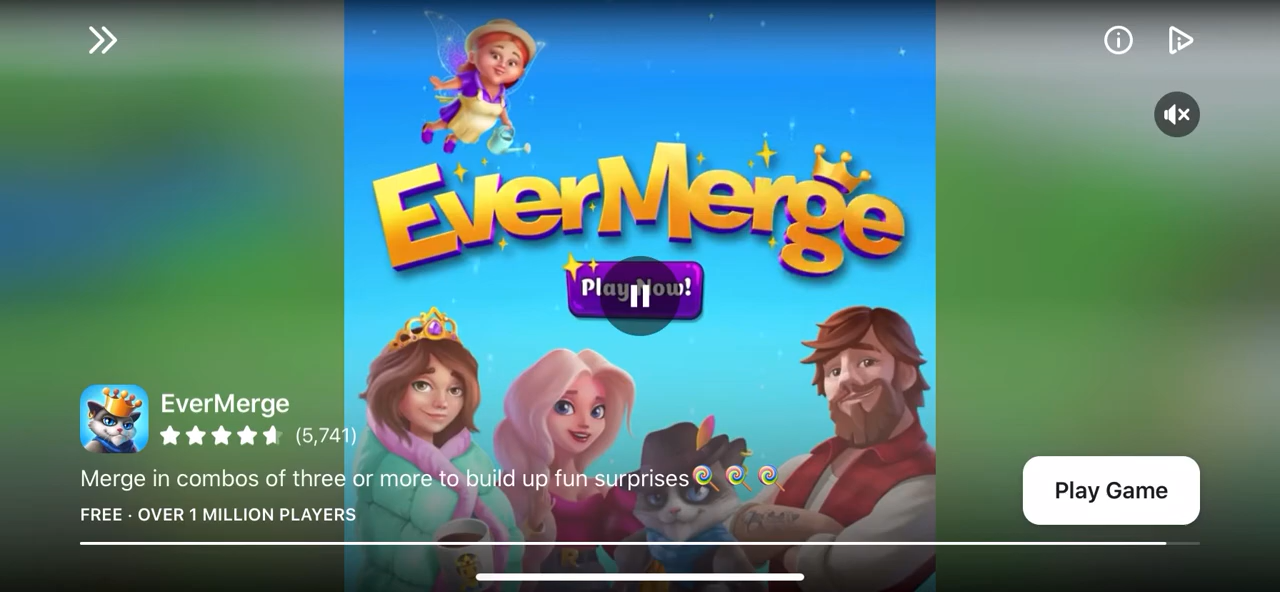 EverMerge
Play Now!
EverMerge
(5,741)
Merge in combos of three or more to build up fun surprises🍭🍭🍭
FREE · OVER 1 MILLION PLAYERS
Play Game